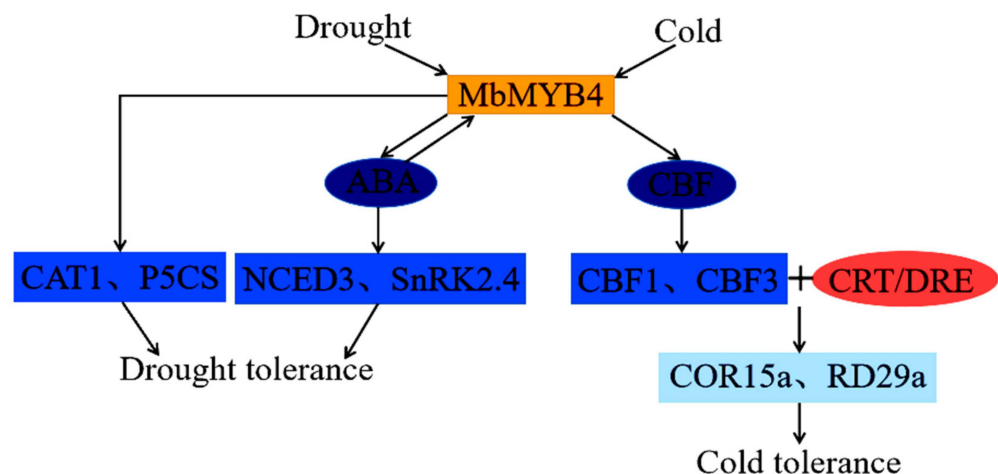 Drought
Cold
MbMYB4
ABA
CBF
CAT1、P5CS
NCED3、SnRK2.4
CBF1、CBF3
+
CRT/DRE
Drought tolerance
COR15a、RD29a
Cold tolerance